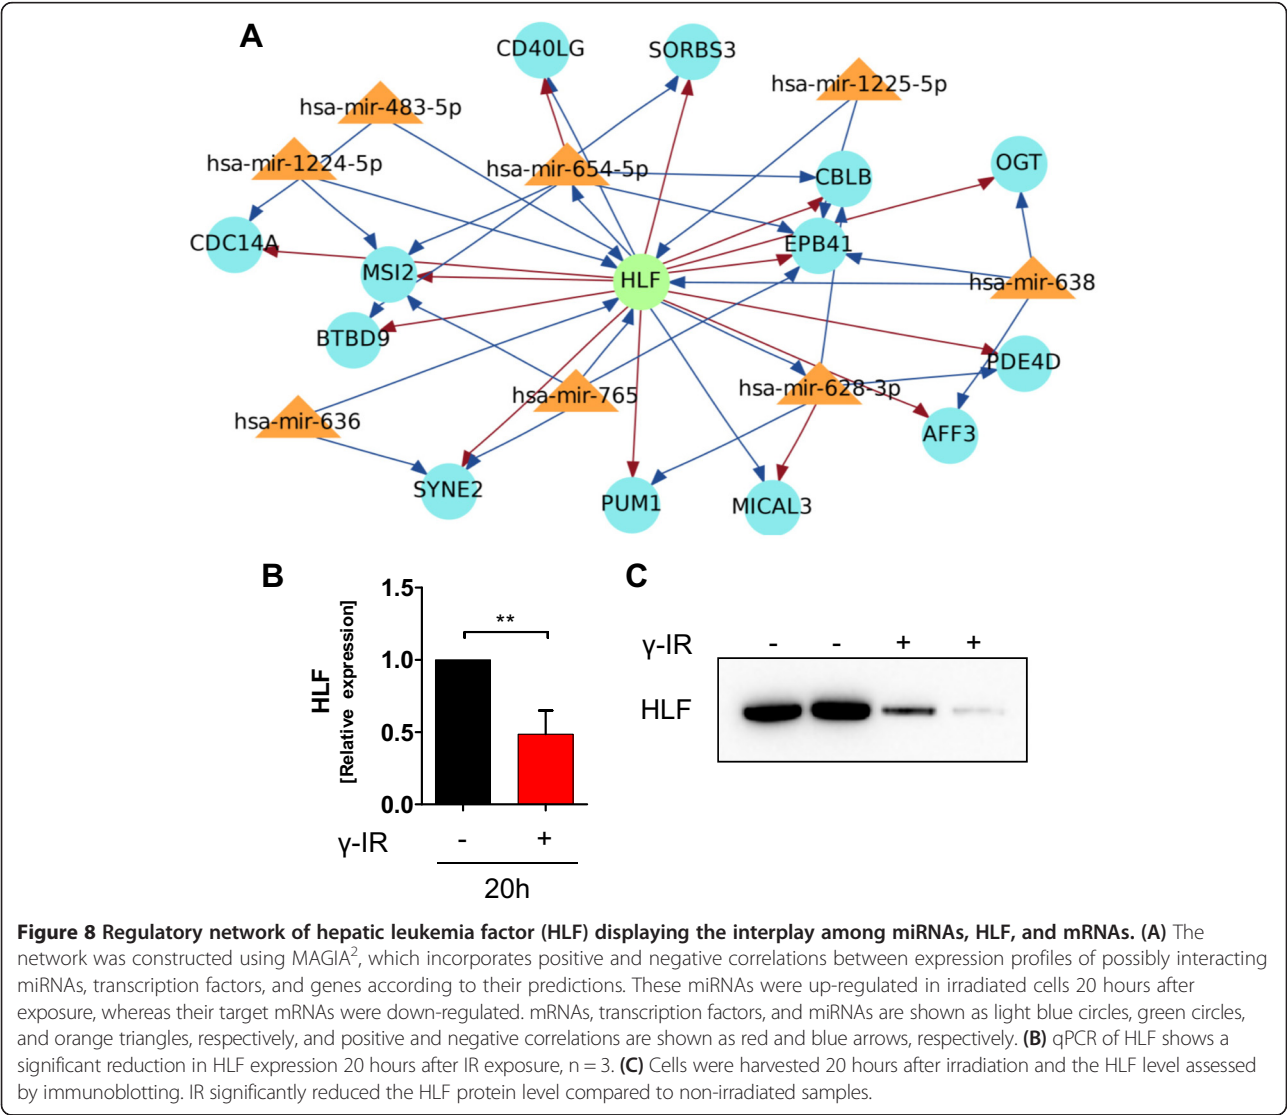 A
CD40LG
SORBS3
hsa-mir-1225-5p
hsa-mir-483-5p
hsa-mir-1224-5p
hsa-mir-654-5p
CBLB
OGT
CDC14A
MSI2
EPB41
HLF
hsa-mir-638
BTBD9
PDE4D
hsa-mir-765
hsa-mir-628-3p
hsa-mir-636
AFF3
SYNE2
PUM1
MICAL3
B
HLF
[Relative expression]
1.5
1.0
0.5
0.0
**
γ-IR - +
20h
C
γ-IR - - + +
HLF
Figure 8 Regulatory network of hepatic leukemia factor (HLF) displaying the interplay among miRNAs, HLF, and mRNAs. (A) The
network was constructed using MAGIA2, which incorporates positive and negative correlations between expression profiles of possibly interacting
miRNAs, transcription factors, and genes according to their predictions. These miRNAs were up-regulated in irradiated cells 20 hours after
exposure, whereas their target mRNAs were down-regulated. mRNAs, transcription factors, and miRNAs are shown as light blue circles, green circles,
and orange triangles, respectively, and positive and negative correlations are shown as red and blue arrows, respectively. (B) qPCR of HLF shows a
significant reduction in HLF expression 20 hours after IR exposure, n = 3. (C) Cells were harvested 20 hours after irradiation and the HLF level assessed
by immunoblotting. IR significantly reduced the HLF protein level compared to non-irradiated samples.